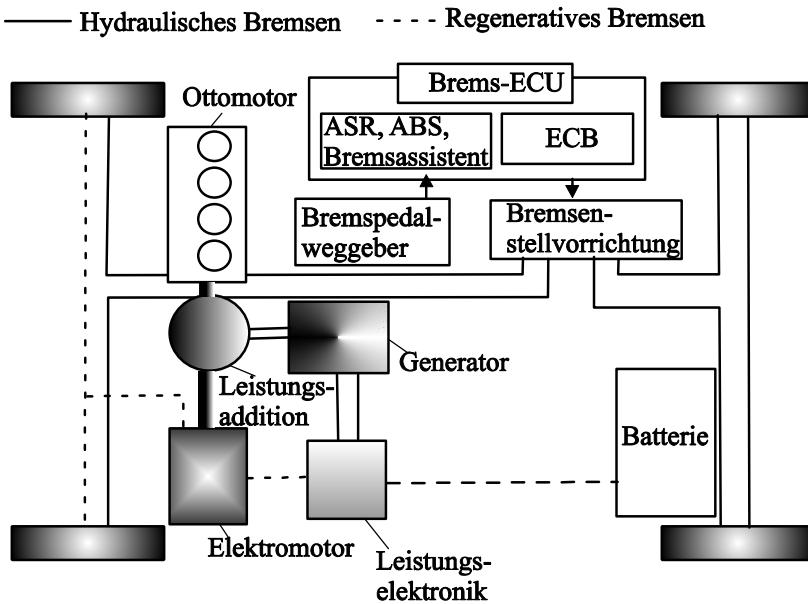 Hydraulisches Bremsen
Regeneratives Bremsen
Ottomotor
Brems-ECU
ASR, ABS,
Bremsassistent
ECB
Bremspedal-
weggeber
Bremsen-
stellvorrichtung
Generator
Leistungs-
addition
Batterie
Elektromotor
Leistungs-
elektronik